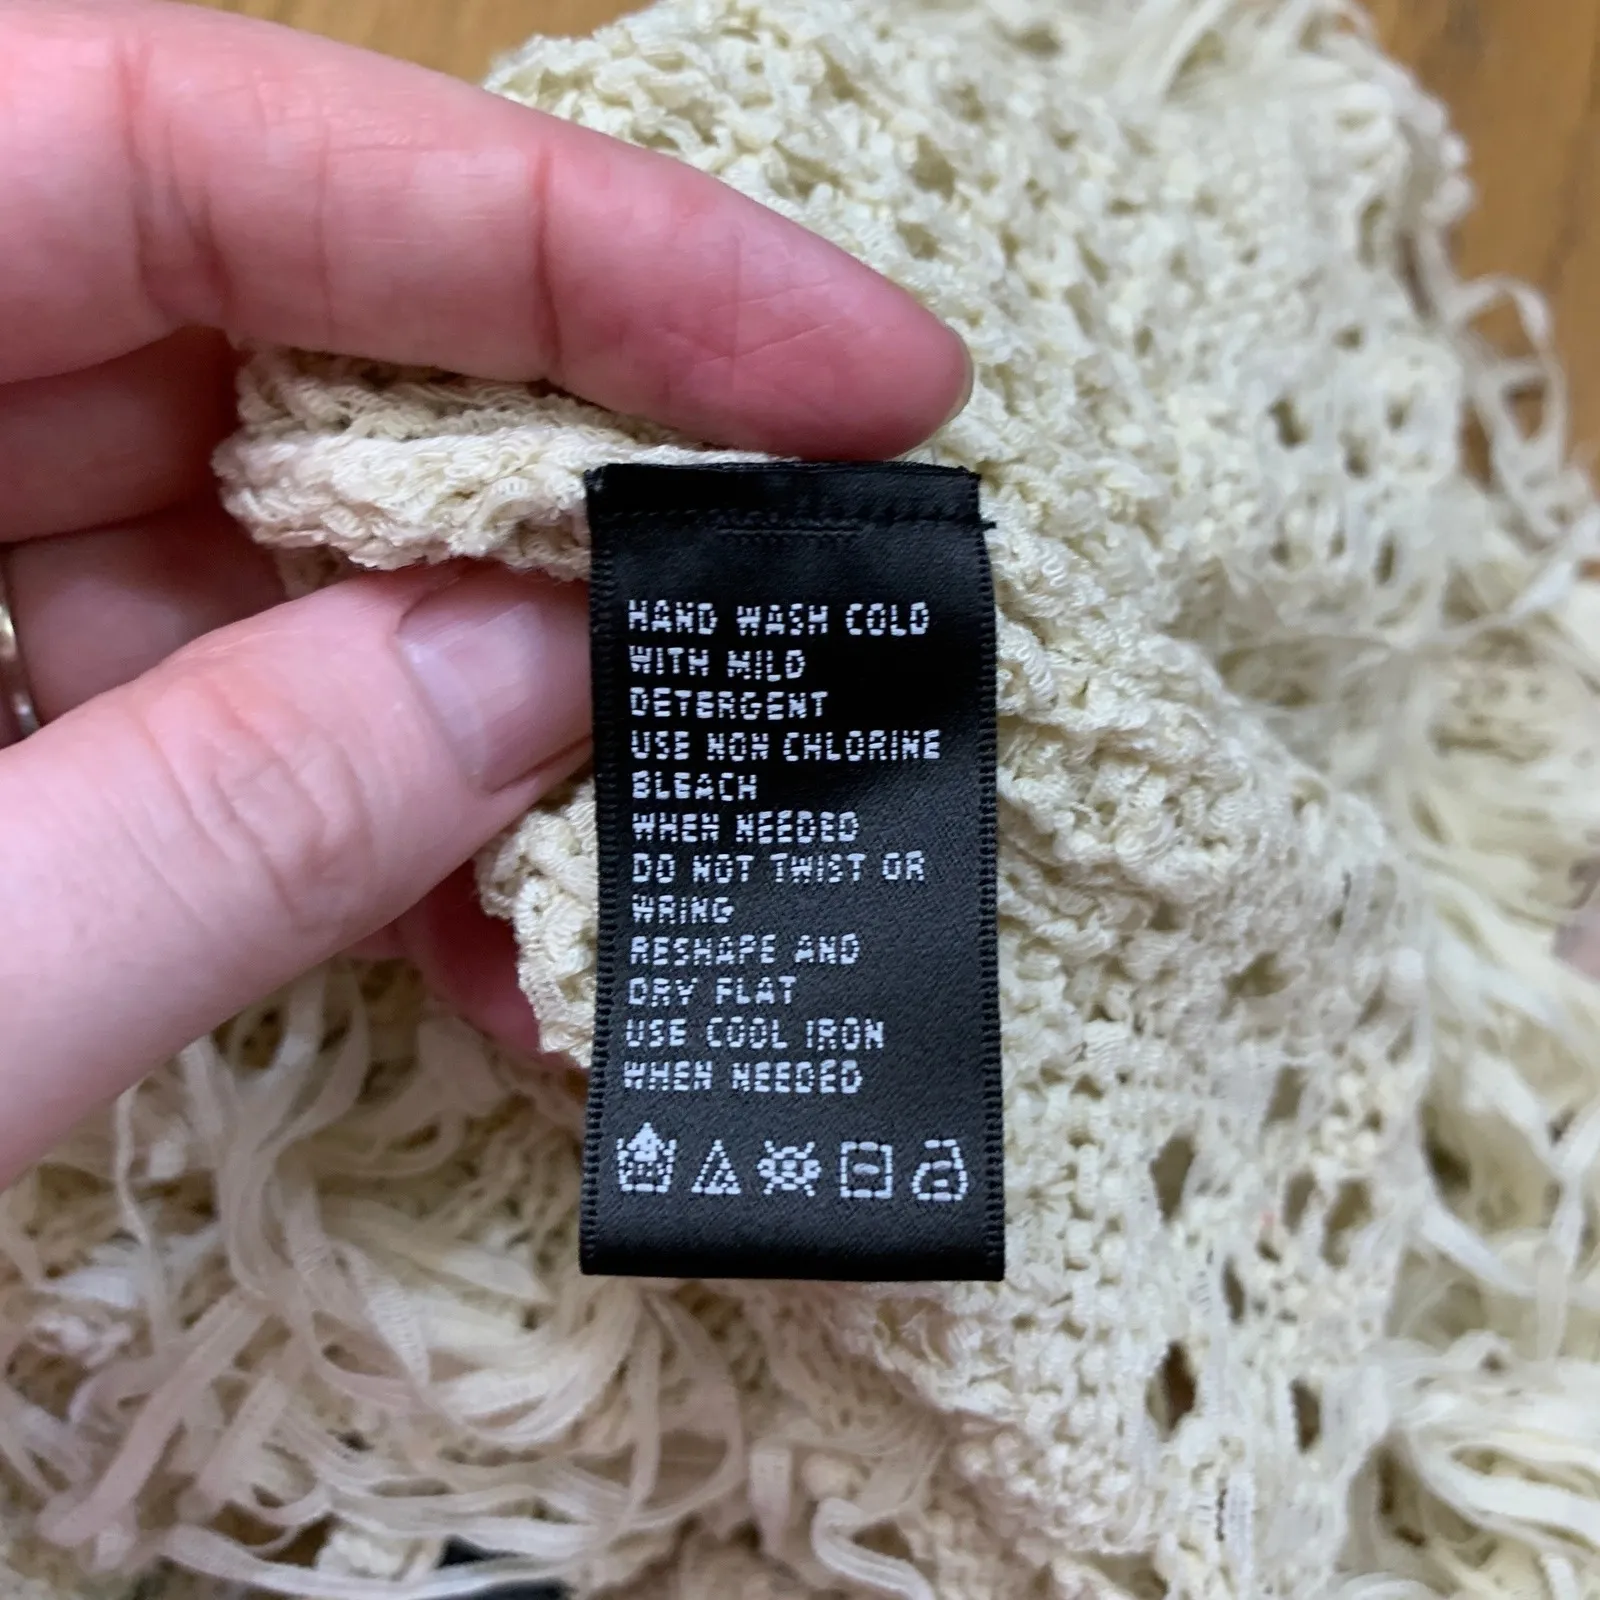 HAND WASH COLD
WITH MILD
DETERGENT
USE NON CHLORINE
BLEACH
WHEN NEEDED
DO NOT TWIST OR
WRING
RESHAPE AND
DRY FLAT
USE COOL IRON
WHEN NEEDED